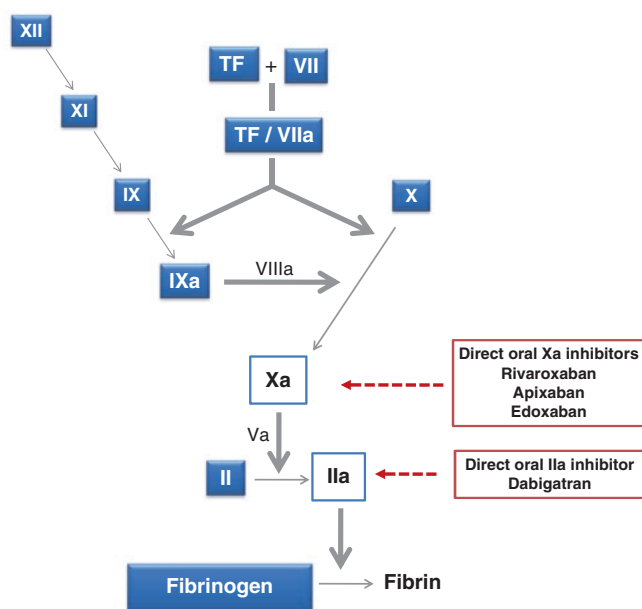 XII
TF + VII
XI
TF / VIIa
IX
X
IXa
VIIIa
Direct oral Xa inhibitors
Rivaroxaban
Apixaban
Edoxaban
Xa
Va
II
IIa
Direct oral IIa inhibitor
Dabigatran
Fibrinogen
Fibrin